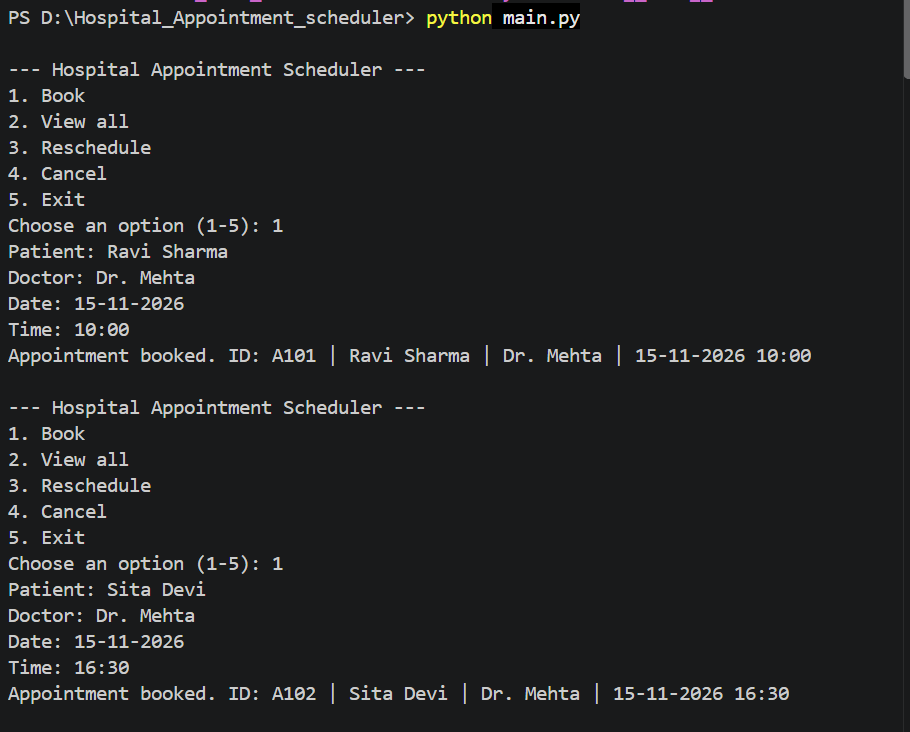 PS D:\Hospital_Appointment_scheduler> python main.py
--- Hospital Appointment Scheduler ---
1. Book
2. View all
3. Reschedule
4. Cancel
5. Exit
Choose an option (1-5): 1
Patient: Ravi Sharma
Doctor: Dr. Mehta
Date: 15-11-2026
Time: 10:00
Appointment booked. ID: A101 | Ravi Sharma | Dr. Mehta | 15-11-2026 10:00
--- Hospital Appointment Scheduler ---
1. Book
2. View all
3. Reschedule
4. Cancel
5. Exit
Choose an option (1-5): 1
Patient: Sita Devi
Doctor: Dr. Mehta
Date: 15-11-2026
Time: 16:30
Appointment booked. ID: A102 | Sita Devi | Dr. Mehta | 15-11-2026 16:30